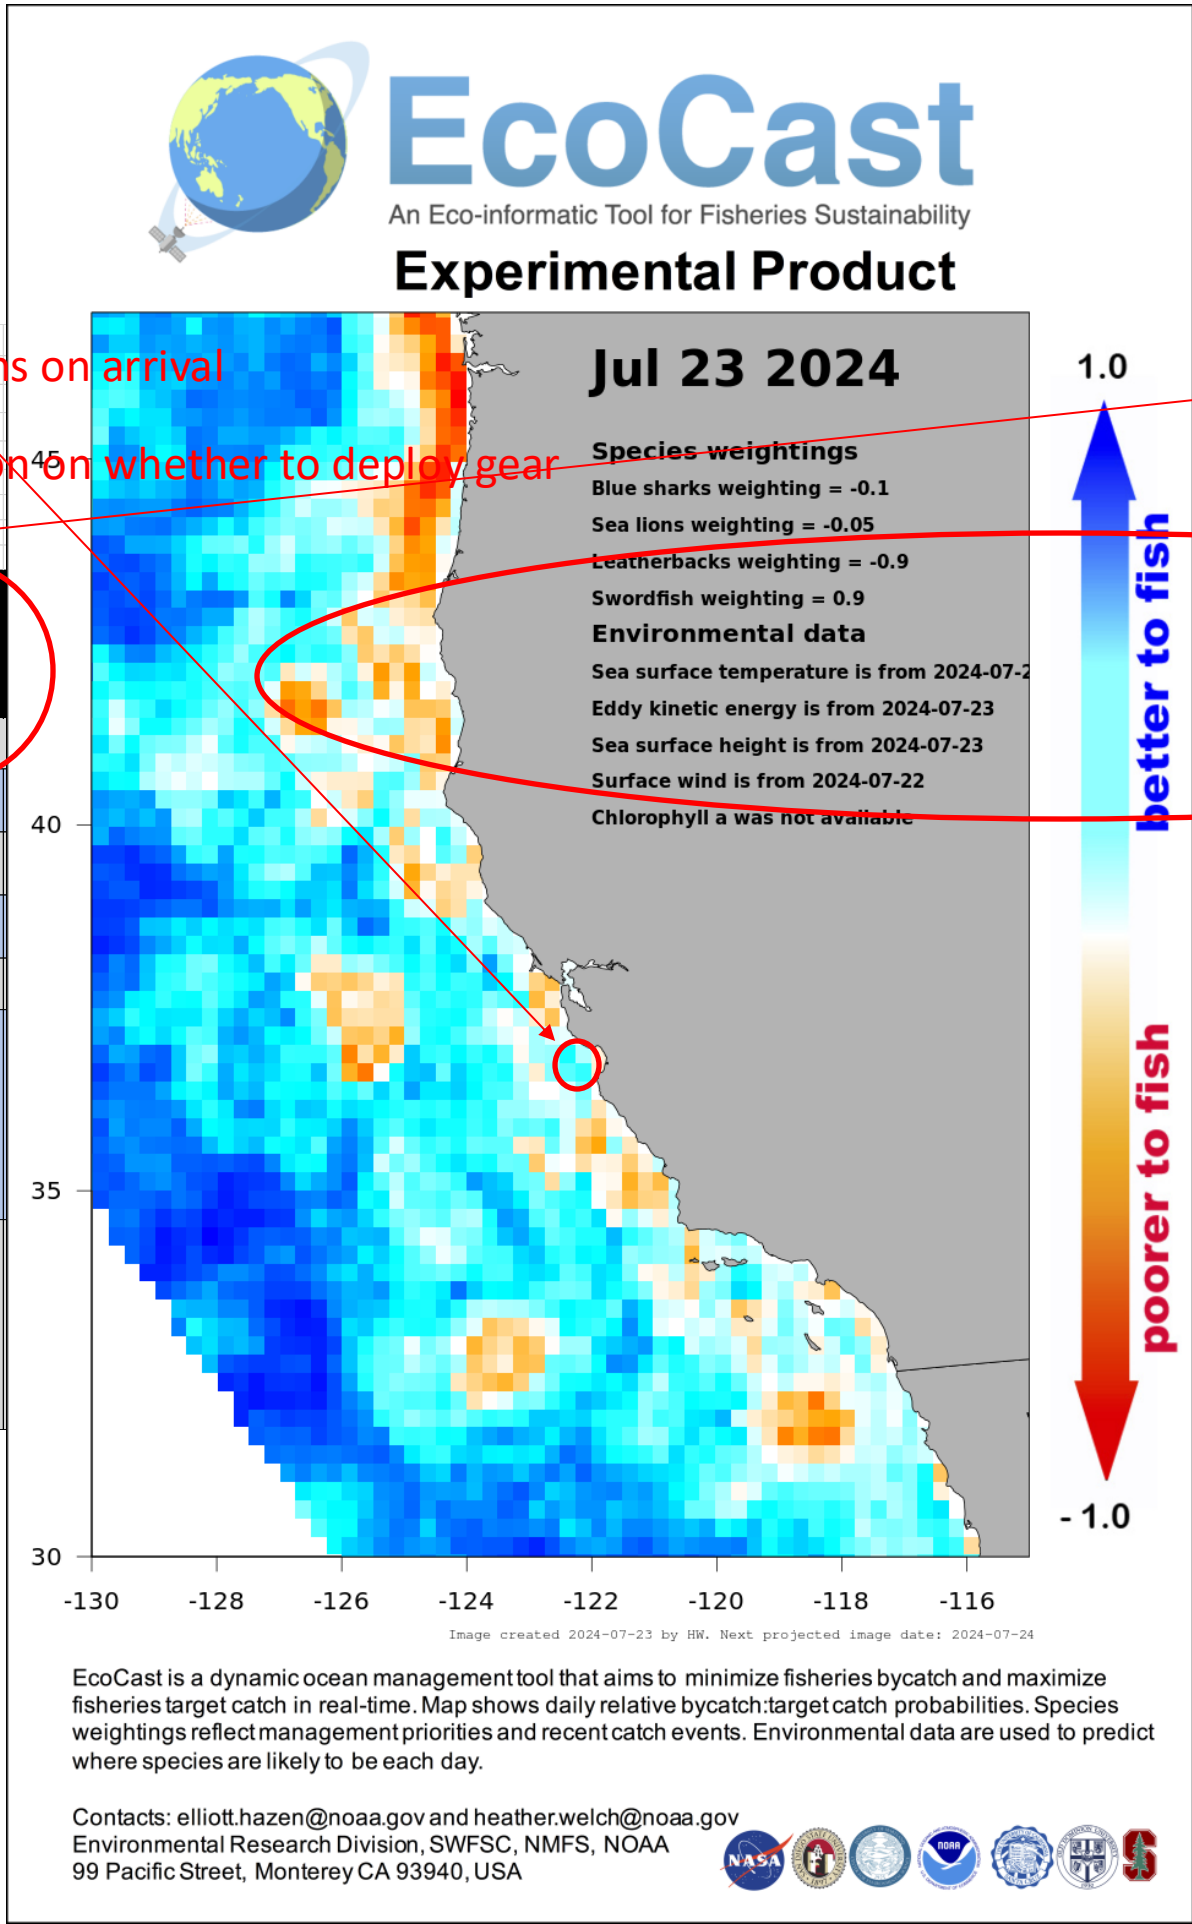 EcoCast
An Eco-informatic Tool for Fisheries Sustainability
Experimental Product
Jul 23 2024
ns on arrival
on on whether to deploy gear
Species weightings
Blue sharks weighting = -0.1
Sea lions weighting = -0.05
Leatherbacks weighting = -0.9
Swordfish weighting = 0.9
Environmental data
Sea surface temperature is from 2024-07-2
Eddy kinetic energy is from 2024-07-23
Sea surface height is from 2024-07-23
Surface wind is from 2024-07-22
Chlorophyll a was not available
1.0
better to fish
poorer to fish
- 1.0
45
40
35
30
-130 -128 -126 -124 -122 -120 -118 -116
Image created 2024-07-23 by HW. Next projected image date: 2024-07-24
EcoCast is a dynamic ocean management tool that aims to minimize fisheries bycatch and maximize
fisheries target catch in real-time. Map shows daily relative bycatch:target catch probabilities. Species
weightings reflect management priorities and recent catch events. Environmental data are used to predict
where species are likely to be each day.
Contacts: elliott.hazen@noaa.gov and heather.welch@noaa.gov
Environmental Research Division, SWFSC, NMFS, NOAA
99 Pacific Street, Monterey CA 93940, USA
NASA
NOAA